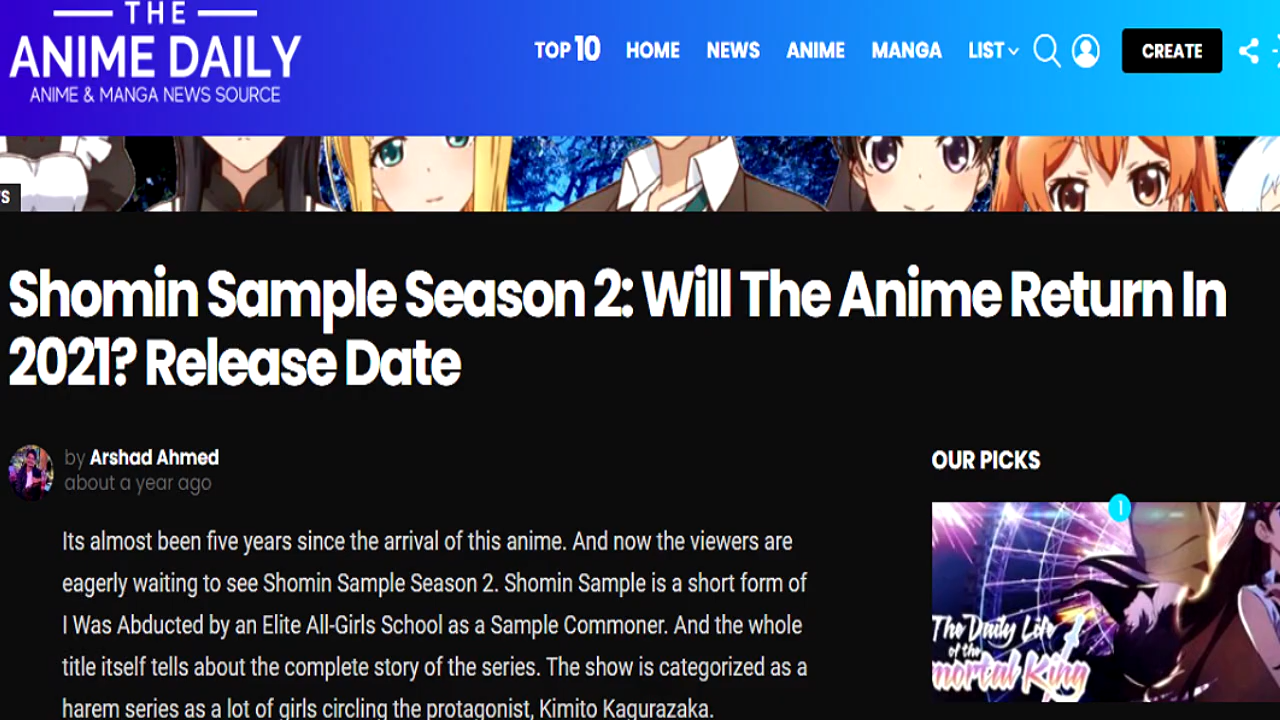 THE
ANIME DAILY
ANIME & MANGA NEWS SOURCE
TOP 10 HOME NEWS ANIME MANGA LIST CREATE
Shomin Sample Season 2: Will The Anime Return In
2021? Release Date
by Arshad Ahmed
about a year ago
OUR PICKS
1
Its almost been five years since the arrival of this anime. And now the viewers are
eagerly waiting to see Shomin Sample Season 2. Shomin Sample is a short form of
I Was Abducted by an Elite All-Girls School as a Sample Commoner. And the whole
title itself tells about the complete story of the series. The show is categorized as a
harem series as a lot of girls circling the protagonist, Kimito Kagurazaka.
The Daily Life
of the
mortal King